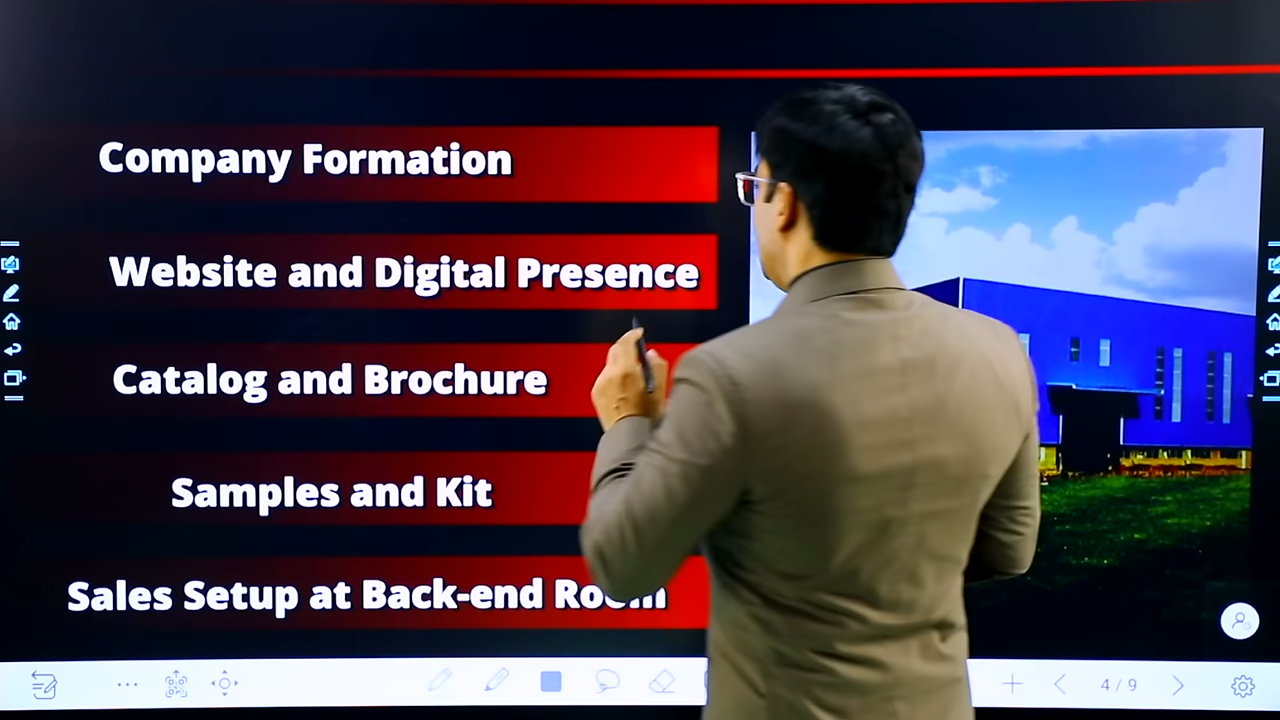 Company Formation
Website and Digital Presence
Catalog and Brochure
Samples and Kit
Sales Setup at Back-end Room
4/9